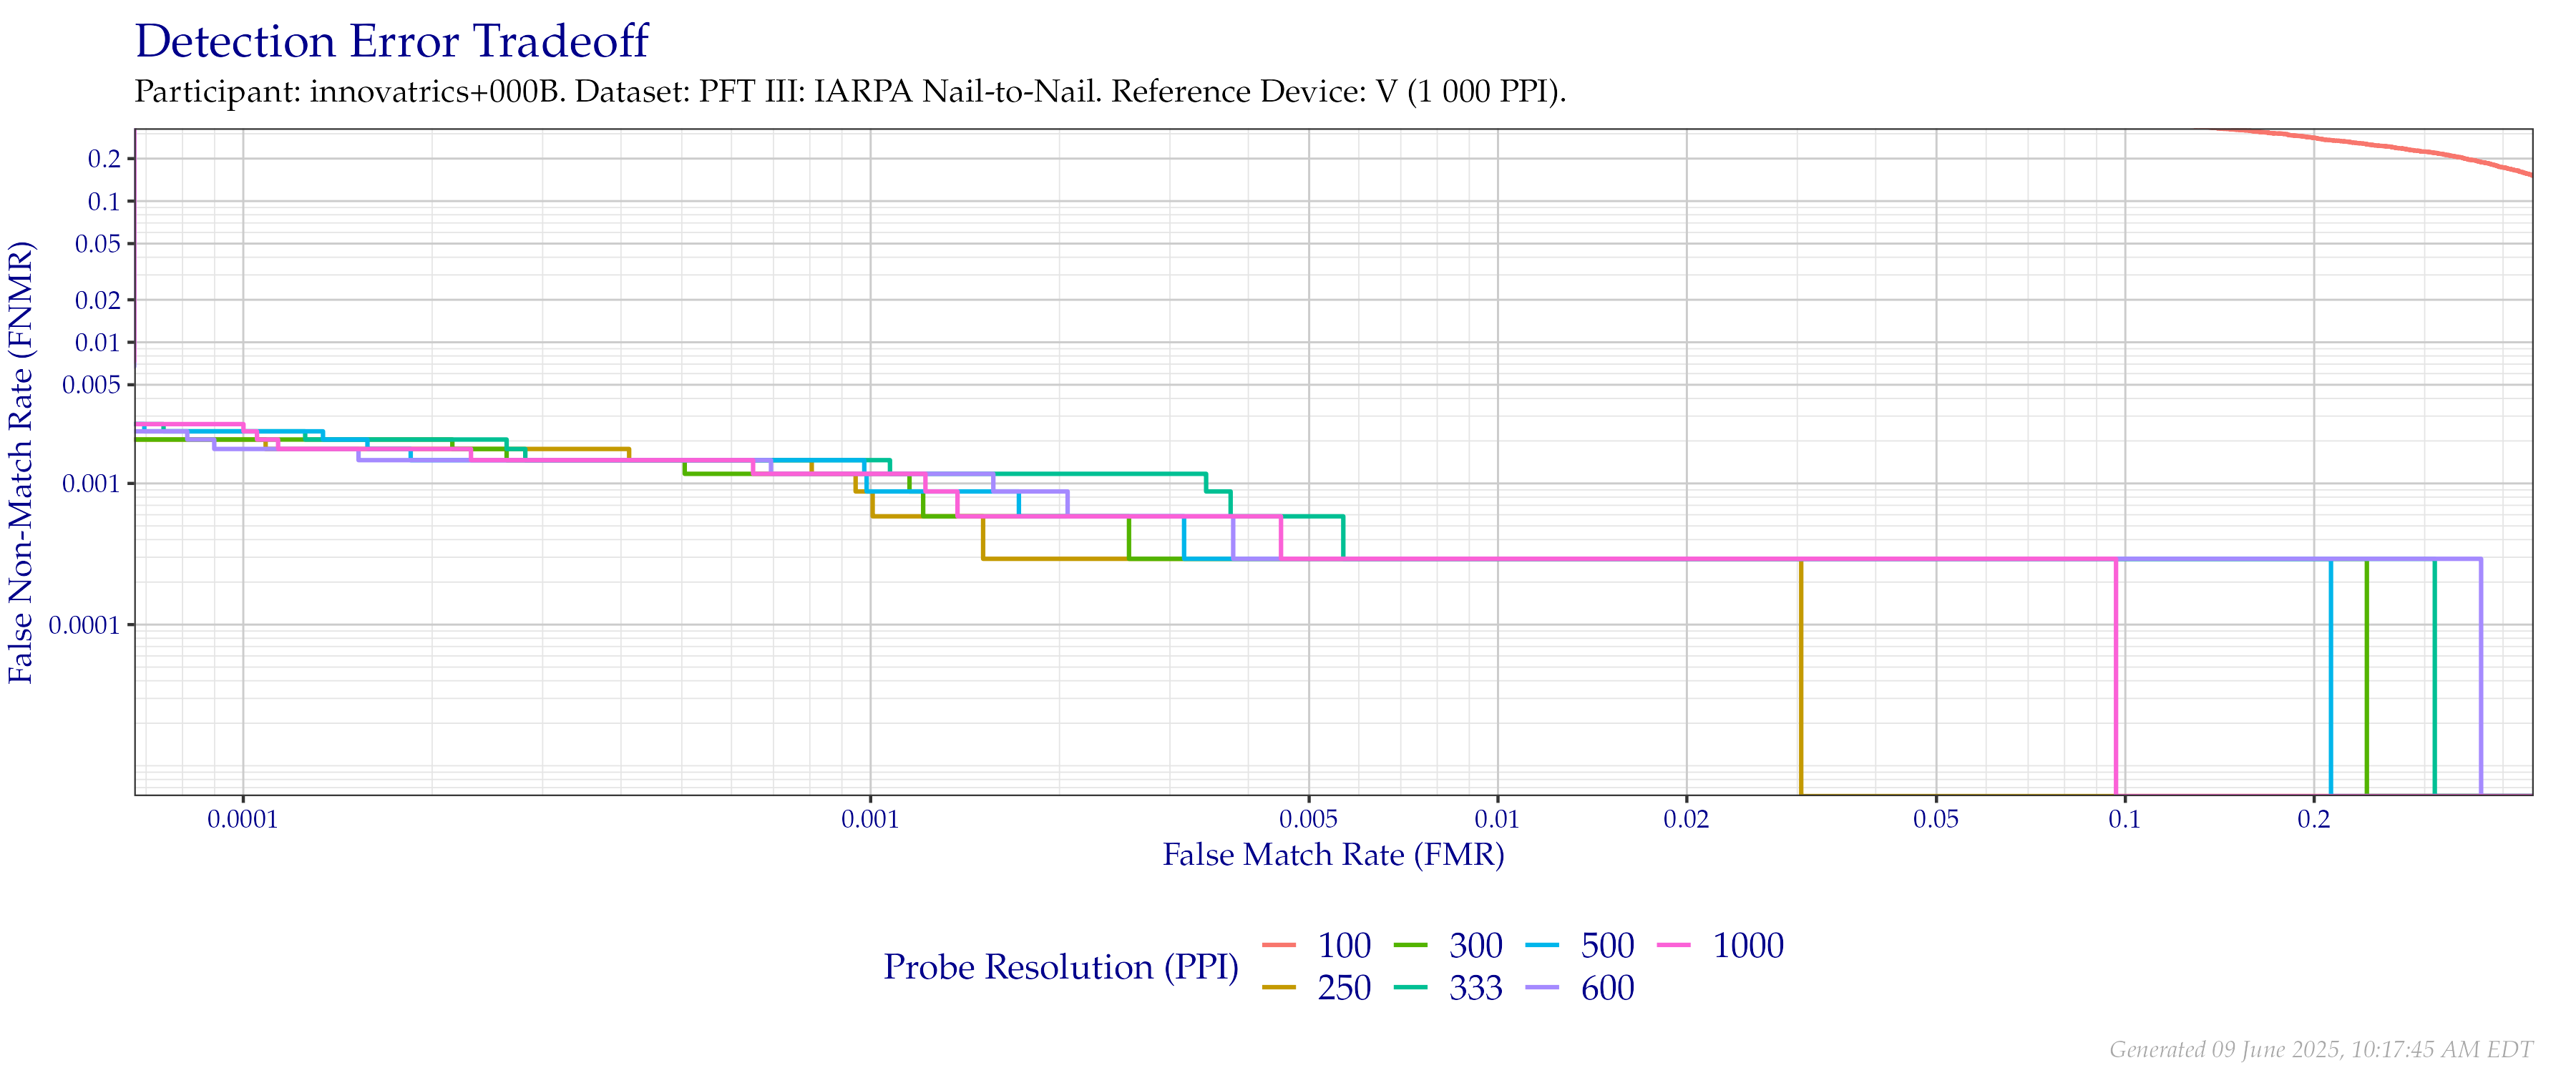 Detection Error Tradeoff
Participant: innovatrics+000B. Dataset: PFT III: IARPA Nail-to-Nail. Reference Device: V (1 000 PPI).
False Non-Match Rate (FNMR)
0.2
0.1
0.05
0.02
0.01
0.005
0.001
0.0001
0.0001 0.001 0.005 0.01 0.02 0.05 0.1 0.2
False Match Rate (FMR)
Probe Resolution (PPI)
100 300 500 1000
250 333 600
Generated 09 June 2025, 10:17:45 AM EDT